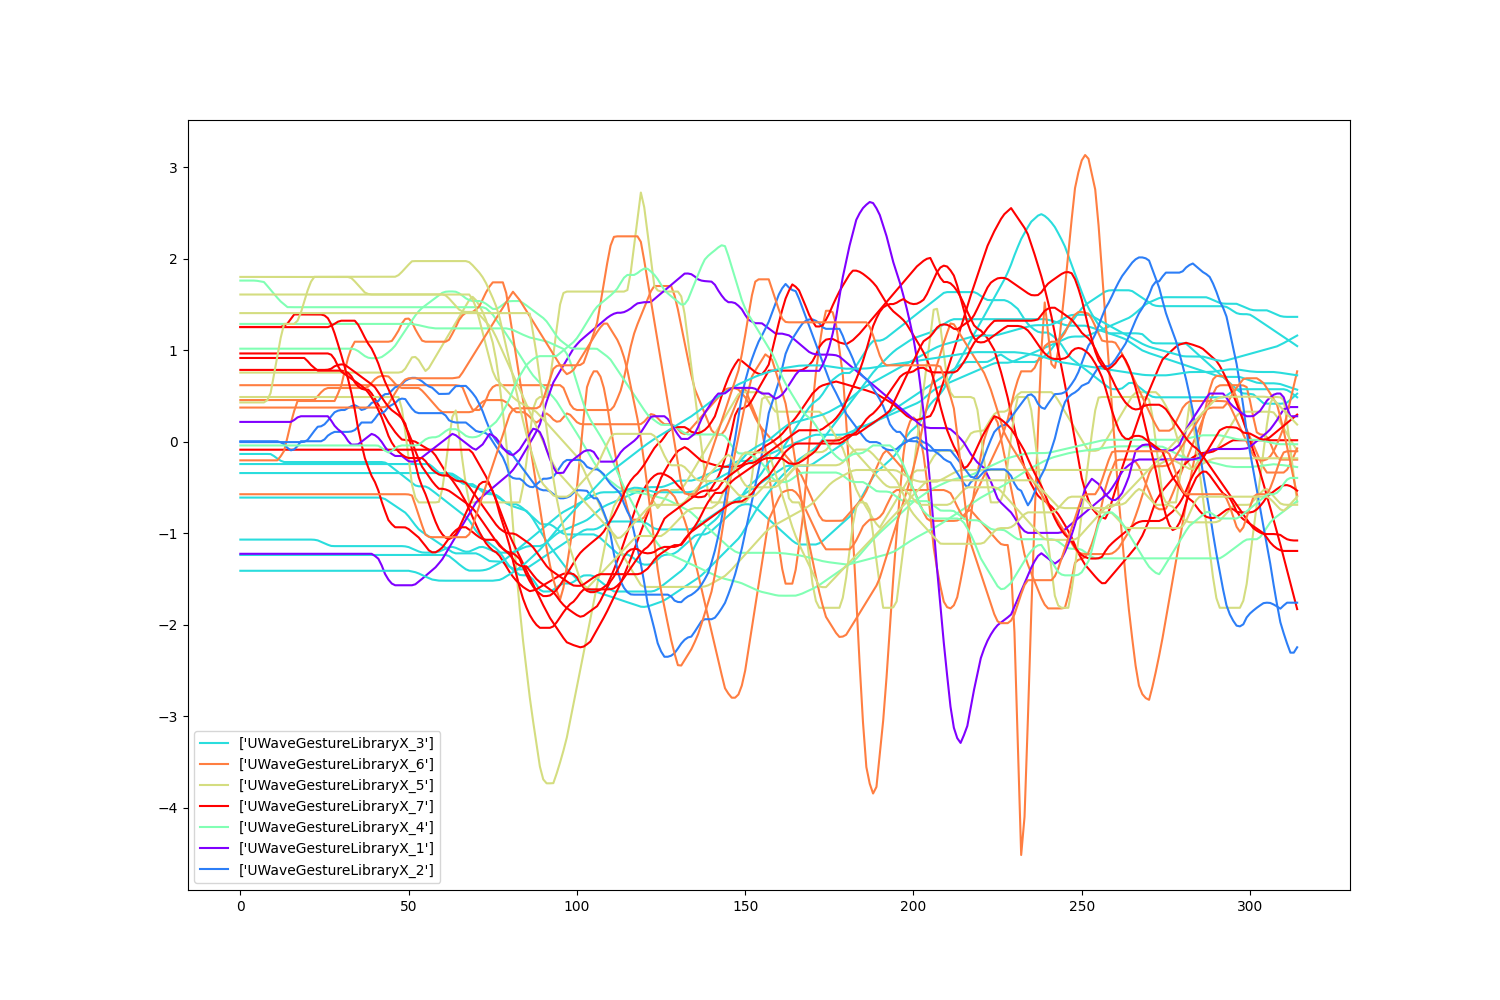 3
2
1
0
−1
−2
−3
−4
['UWaveGestureLibraryX_3']
['UWaveGestureLibraryX_6']
['UWaveGestureLibraryX_5']
['UWaveGestureLibraryX_7']
['UWaveGestureLibraryX_4']
['UWaveGestureLibraryX_1']
['UWaveGestureLibraryX_2']
0 50 100 150 200 250 300